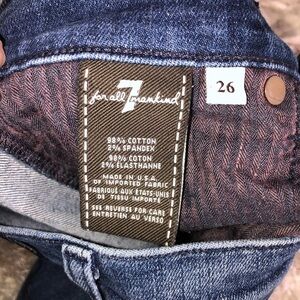 7
for all mankind
26
98% COTTON
2% SPANDEX
98% COTON
2% ELASTHANNE
MADE IN U.S.A.
OF IMPORTED FABRIC
FABRIQUE AUX ETATS-UNIS
DE TISSU IMPORTÉ
SEE REVERSE FOR CARE
ENTRETIEN AU VERSO